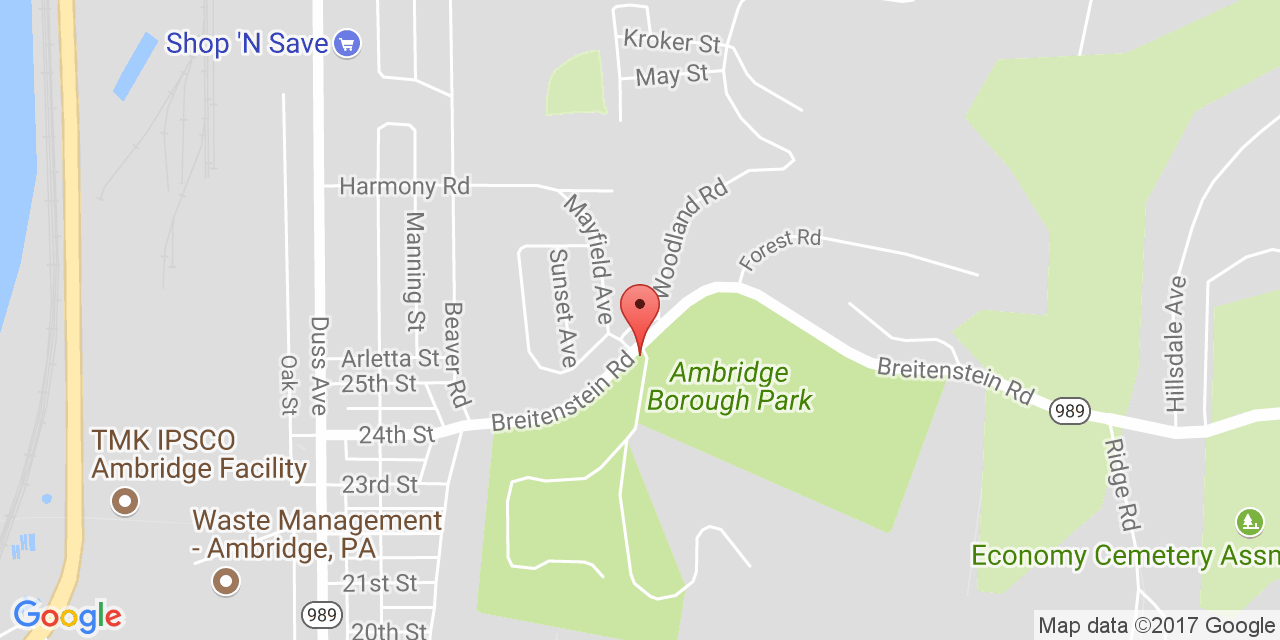 Shop 'N Save
Kroker St
May St
Harmony Rd
Woodland Rd
Mayfield Ave
Manning St
Forest Rd
Sunset Ave
Hillsdale Ave
Beaver Rd
Duss Ave
Oak St
Arletta St
25th St
Breitenstein Rd
Ambridge
Borough Park
Breitenstein Rd
989
24th St
TMK IPSCO
Ambridge Facility
Ridge Rd
23rd St
Waste Management
- Ambridge, PA
Economy Cemetery Assn
21st St
989
20th St
Google
Map data ©2017 Google